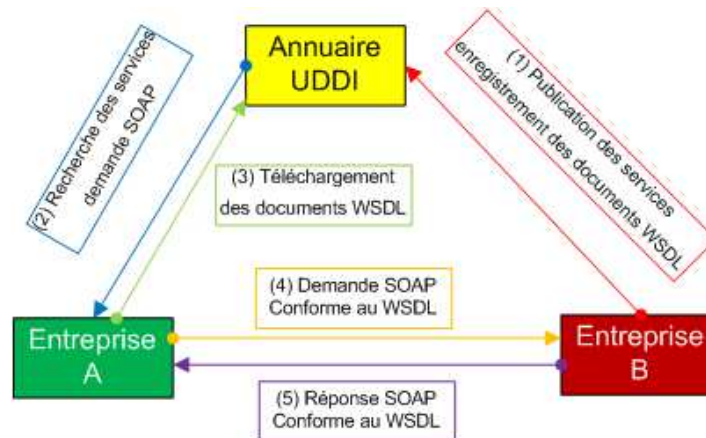 Annuaire
UDDI
(1) Publication des services
enregistrement des documents WSDL
(2) Recherche des services
demande SOAP
(3) Téléchargement
des documents WSDL
(4) Demande SOAP
Conforme au WSDL
Entreprise
A
Entreprise
B
(5) Réponse SOAP
Conforme au WSDL